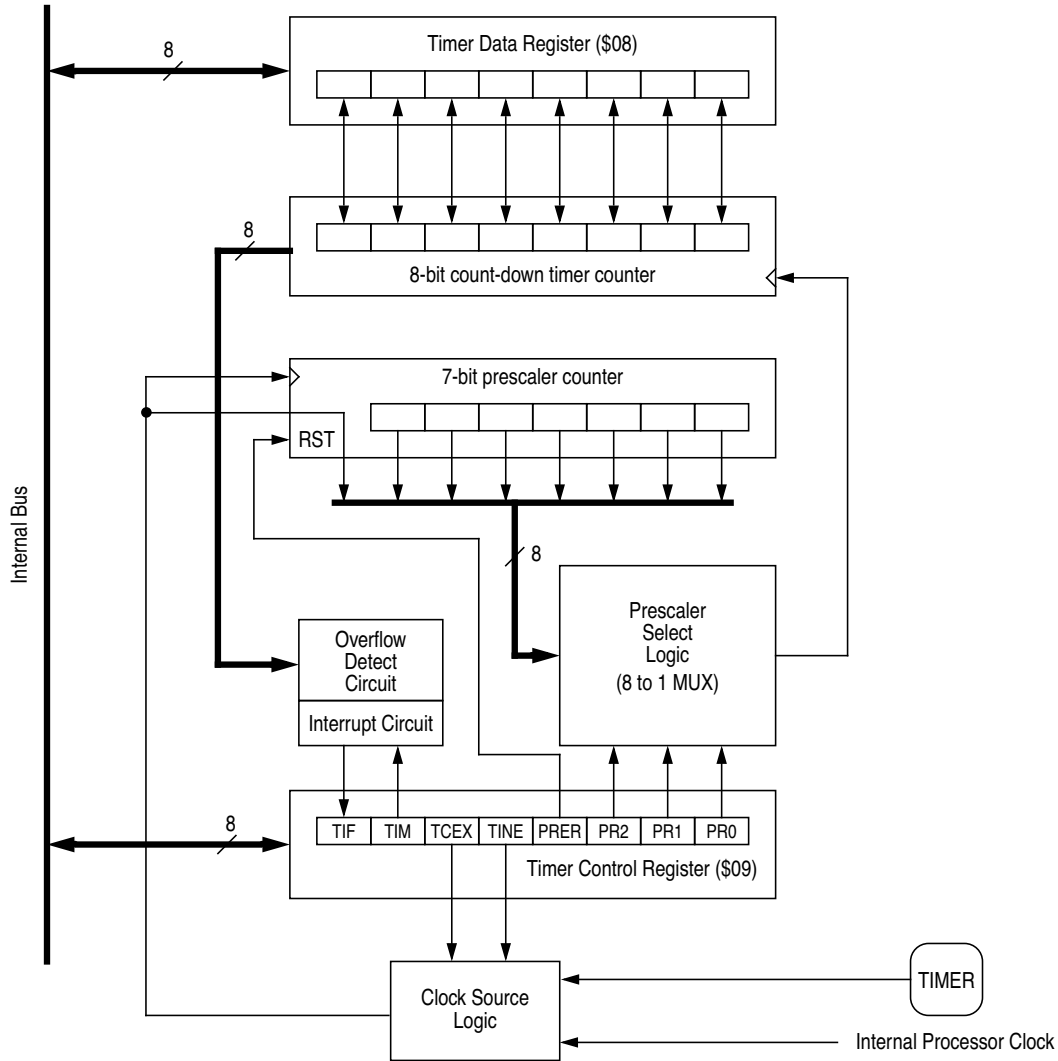 Timer Data Register ($08)
8
8
8-bit count-down timer counter
7-bit prescaler counter
RST
Internal Bus
8
Prescaler
Select
Logic
(8 to 1 MUX)
Overflow
Detect
Circuit
Interrupt Circuit
8
TIF TIM TCEX TINE PRER PR2 PR1 PR0
Timer Control Register ($09)
Clock Source
Logic
TIMER
Internal Processor Clock